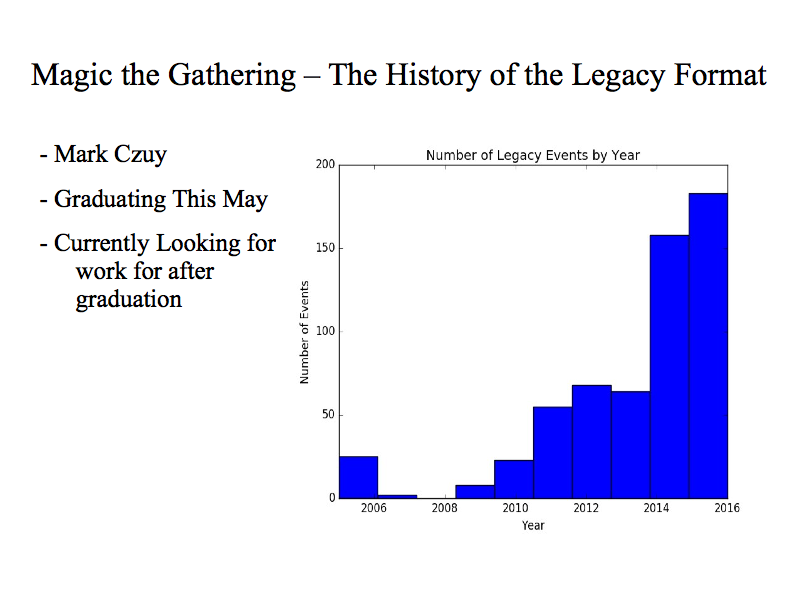 Magic the Gathering – The History of the Legacy Format
- Mark Czuy
- Graduating This May
- Currently Looking for
work for after
graduation
Number of Legacy Events by Year
200
150
100
50
0
Number of Events
2006 2008 2010 2012 2014 2016
Year